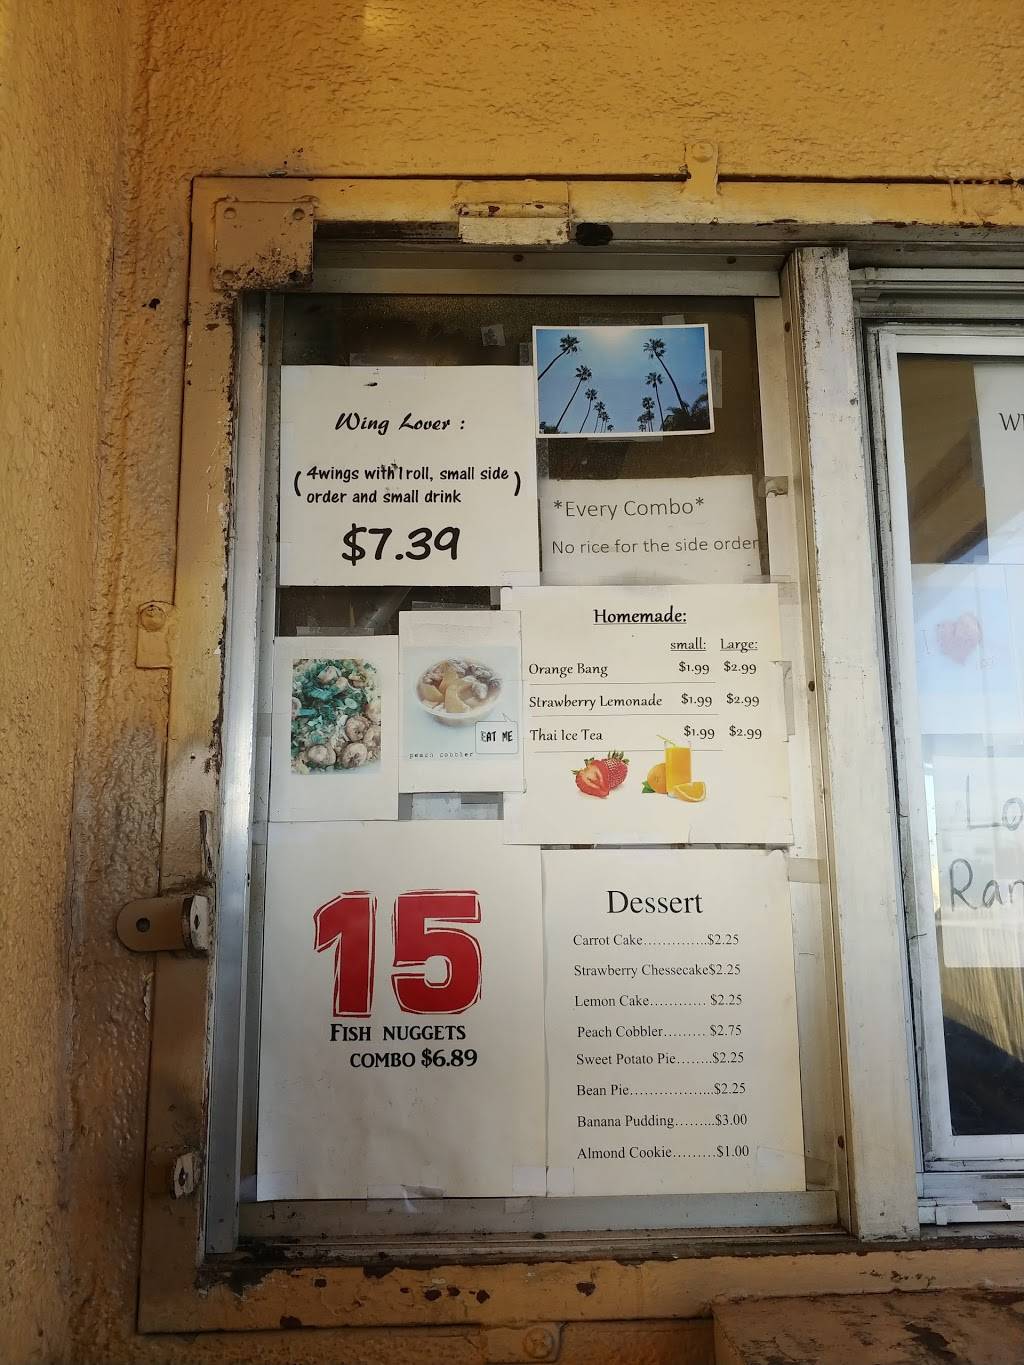 Wing Lover :
( 4wings with 1 roll, small side
order and small drink )
$7.39
*Every Combo*
No rice for the side order
EAT ME
peach cobbler
Homemade:
small: Large:
Orange Bang $1.99 $2.99
Strawberry Lemonade $1.99 $2.99
Thai Ice Tea $1.99 $2.99
15
FISH NUGGETS
COMBO $6.89
Dessert
Carrot Cake.............$2.25
Strawberry Chessecake$2.25
Lemon Cake............ $2.25
Peach Cobbler......... $2.75
Sweet Potato Pie........$2.25
Bean Pie..................$2.25
Banana Pudding.........$3.00
Almond Cookie.........$1.00